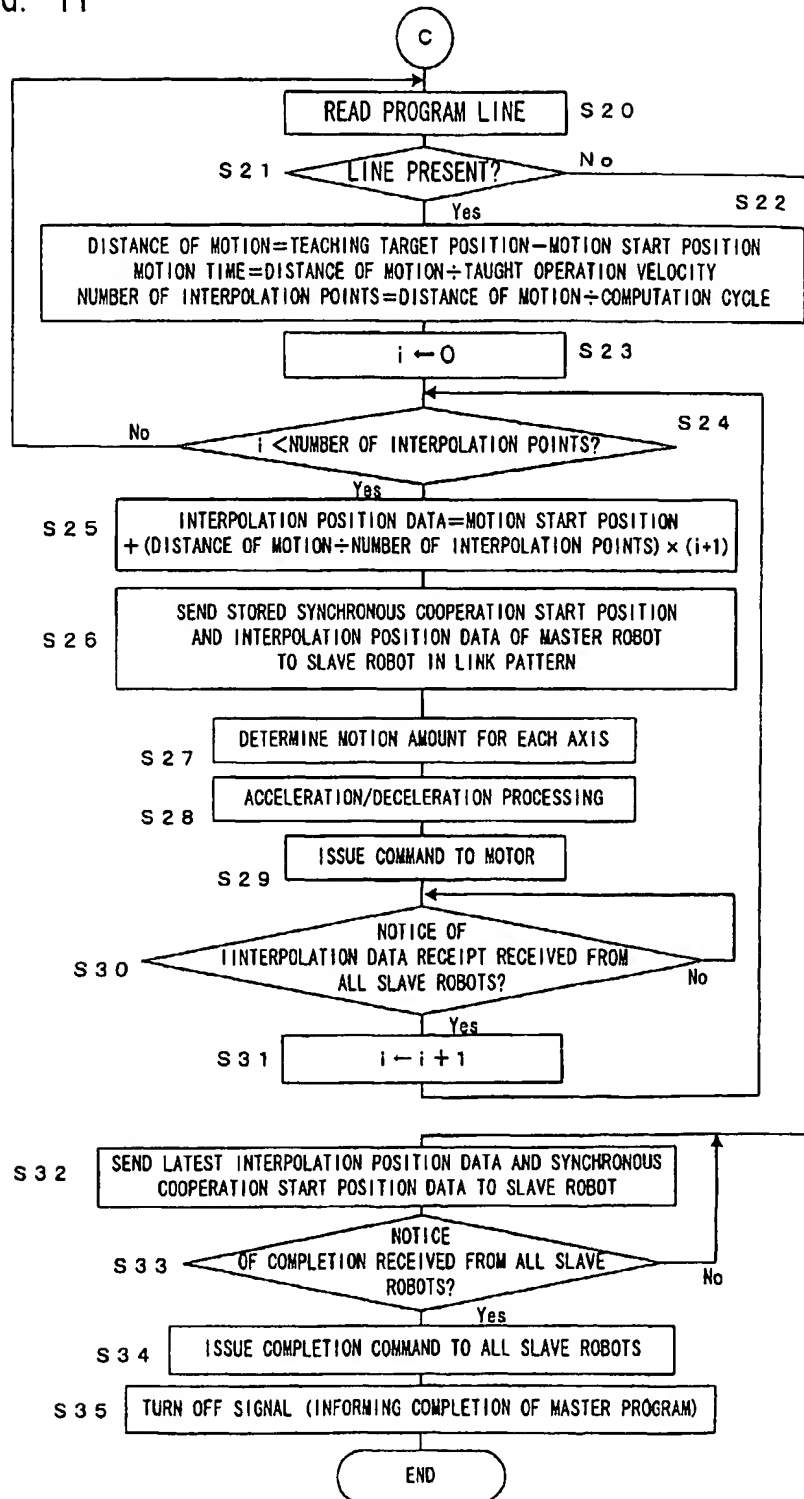 G. 11
C
READ PROGRAM LINE S20
S21 LINE PRESENT? No
Yes
S22
DISTANCE OF MOTION=TEACHING TARGET POSITION−MOTION START POSITION
MOTION TIME=DISTANCE OF MOTION÷TAUGHT OPERATION VELOCITY
NUMBER OF INTERPOLATION POINTS=DISTANCE OF MOTION÷COMPUTATION CYCLE
i←0 S23
S24
No i <NUMBER OF INTERPOLATION POINTS?
Yes
S25 INTERPOLATION POSITION DATA=MOTION START POSITION
+(DISTANCE OF MOTION÷NUMBER OF INTERPOLATION POINTS)×(i+1)
SEND STORED SYNCHRONOUS COOPERATION START POSITION
S26 AND INTERPOLATION POSITION DATA OF MASTER ROBOT
TO SLAVE ROBOT IN LINK PATTERN
S27 DETERMINE MOTION AMOUNT FOR EACH AXIS
S28 ACCELERATION/DECELERATION PROCESSING
S29 ISSUE COMMAND TO MOTOR
NOTICE OF
S30 IINTERPOLATION DATA RECEIPT RECEIVED FROM
ALL SLAVE ROBOTS? No
Yes
S31 i←i+1
S32 SEND LATEST INTERPOLATION POSITION DATA AND SYNCHRONOUS
COOPERATION START POSITION DATA TO SLAVE ROBOT
NOTICE
S33 OF COMPLETION RECEIVED FROM ALL SLAVE
ROBOTS? No
Yes
S34 ISSUE COMPLETION COMMAND TO ALL SLAVE ROBOTS
S35 TURN OFF SIGNAL (INFORMING COMPLETION OF MASTER PROGRAM)
END